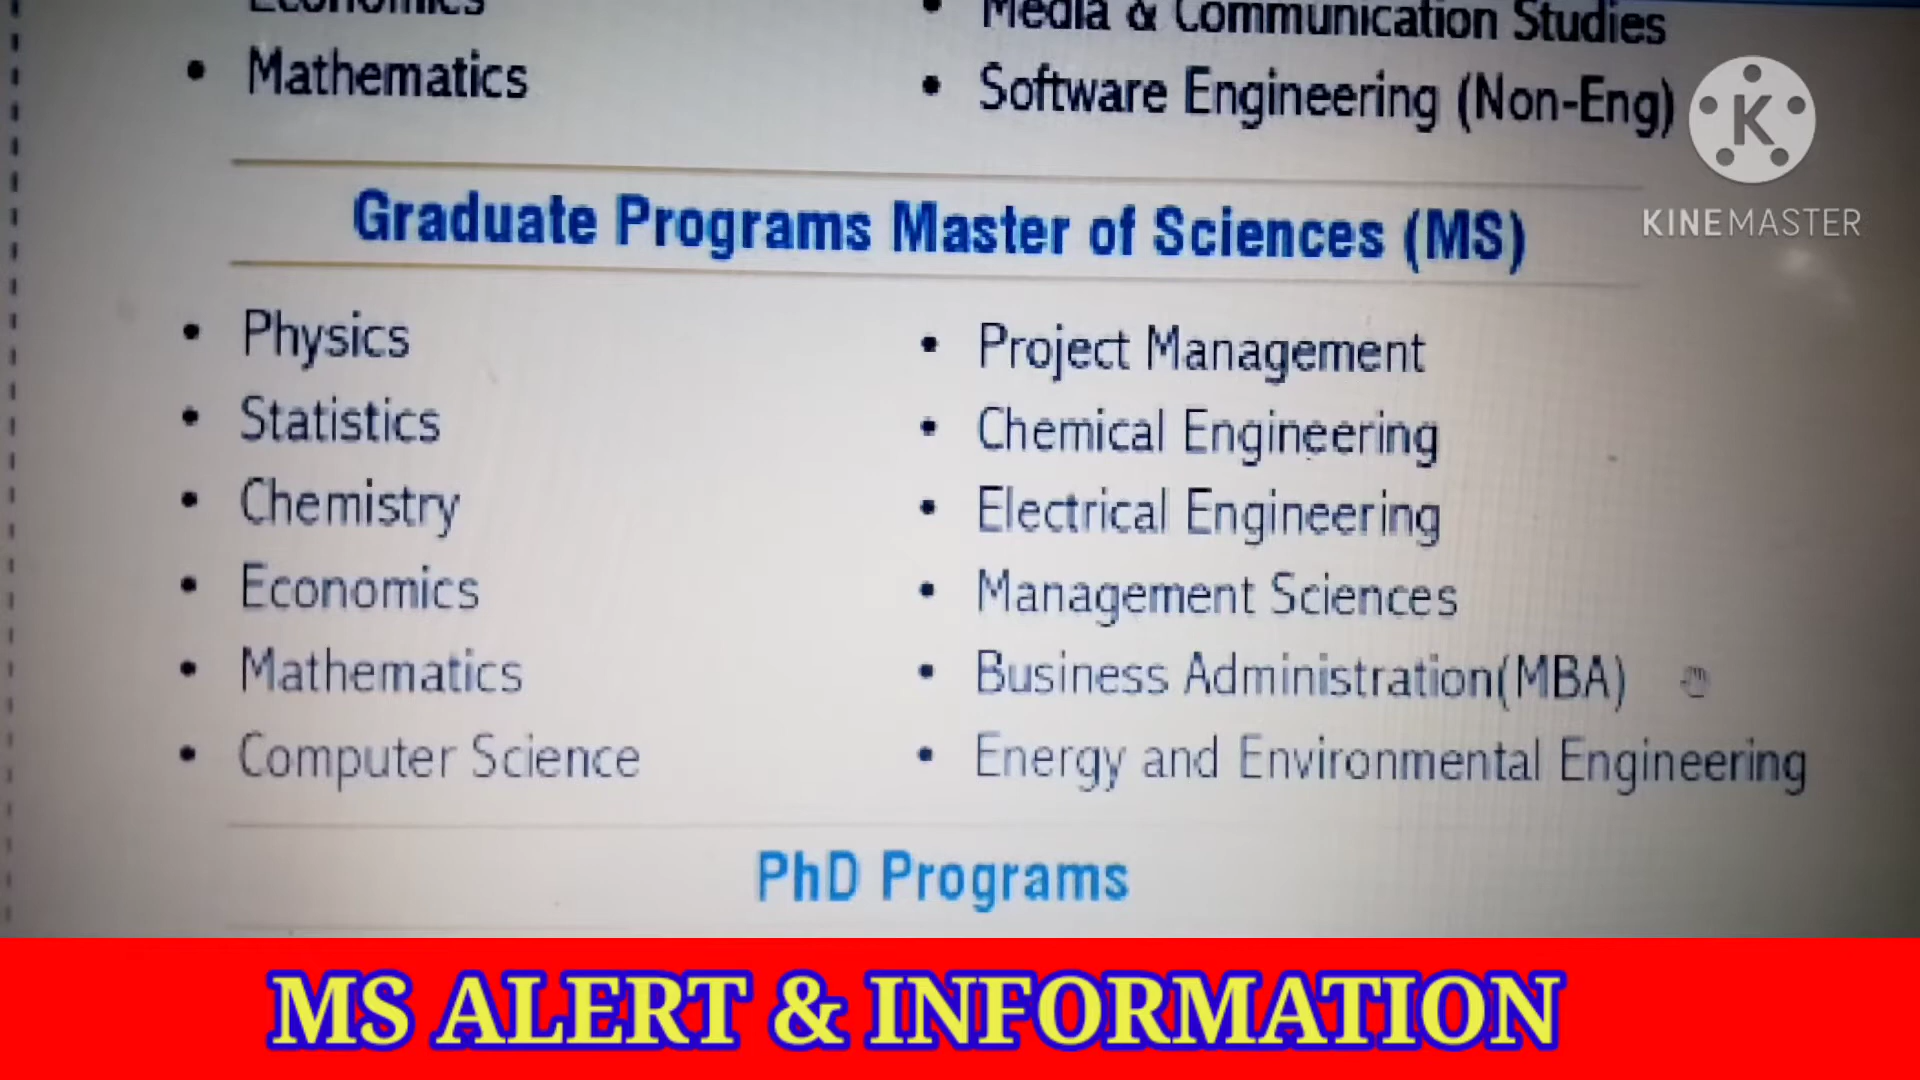 Economics
Media & Communication Studies
• Mathematics
• Software Engineering (Non-Eng)
K
KINEMASTER
Graduate Programs Master of Sciences (MS)
• Physics
• Project Management
• Statistics
• Chemical Engineering
• Chemistry
• Electrical Engineering
• Economics
• Management Sciences
• Mathematics
• Business Administration(MBA)
• Computer Science
• Energy and Environmental Engineering
PhD Programs
MS ALERT & INFORMATION